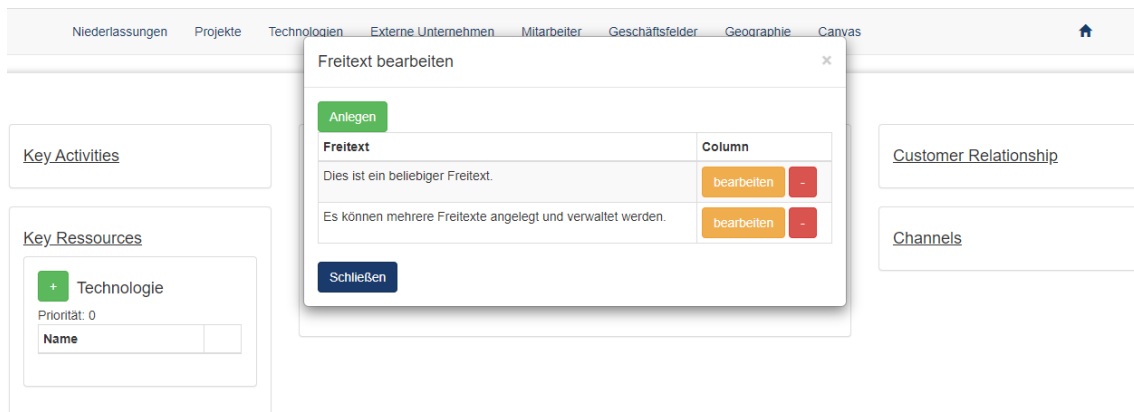 Niederlassungen Projekte Technologien Externe Unternehmen Mitarbeiter Geschäftsfelder Geographie Canvas
Freitext bearbeiten ×
Anlegen
Freitext Column
Dies ist ein beliebiger Freitext. bearbeiten -
Es können mehrere Freitexte angelegt und verwaltet werden. bearbeiten -
Schließen
Key Activities
Key Ressources
+ Technologie
Priorität: 0
Name
Customer Relationship
Channels